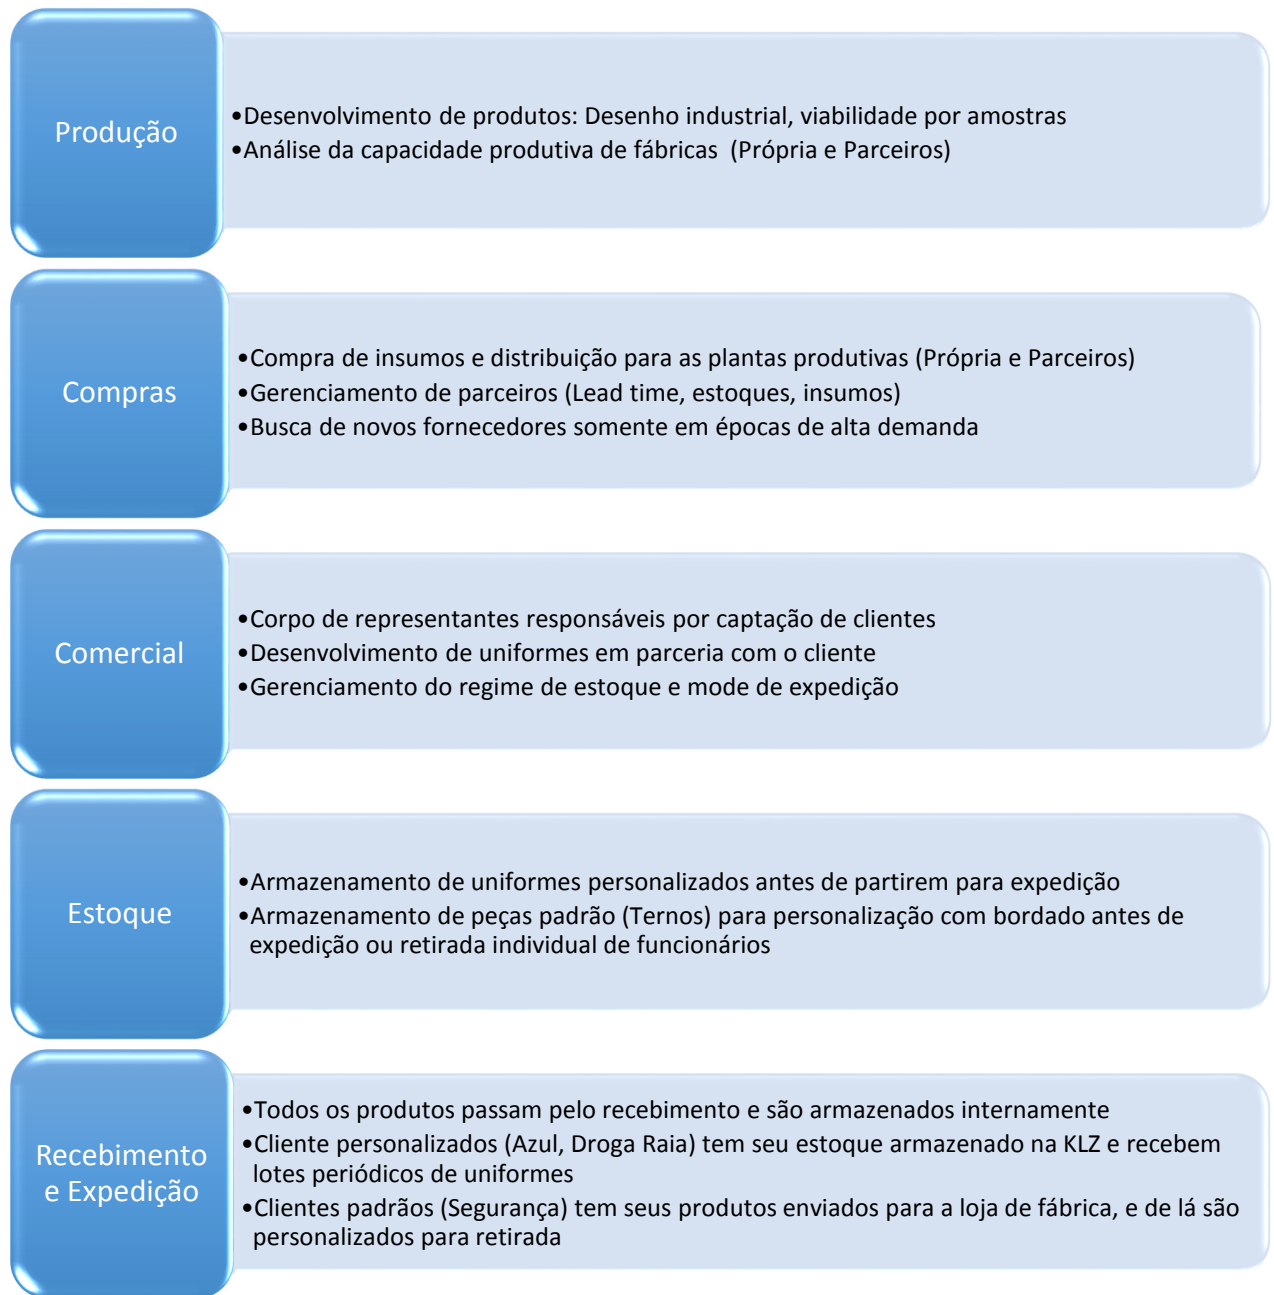 Produção
•Desenvolvimento de produtos: Desenho industrial, viabilidade por amostras
•Análise da capacidade produtiva de fábricas (Própria e Parceiros)
Compras
•Compra de insumos e distribuição para as plantas produtivas (Própria e Parceiros)
•Gerenciamento de parceiros (Lead time, estoques, insumos)
•Busca de novos fornecedores somente em épocas de alta demanda
Comercial
•Corpo de representantes responsáveis por captação de clientes
•Desenvolvimento de uniformes em parceria com o cliente
•Gerenciamento do regime de estoque e mode de expedição
Estoque
•Armazenamento de uniformes personalizados antes de partirem para expedição
•Armazenamento de peças padrão (Ternos) para personalização com bordado antes de
expedição ou retirada individual de funcionários
Recebimento
e Expedição
•Todos os produtos passam pelo recebimento e são armazenados internamente
•Cliente personalizados (Azul, Droga Raia) tem seu estoque armazenado na KLZ e recebem
lotes periódicos de uniformes
•Clientes padrãos (Segurança) tem seus produtos enviados para a loja de fábrica, e de lá são
personalizados para retirada